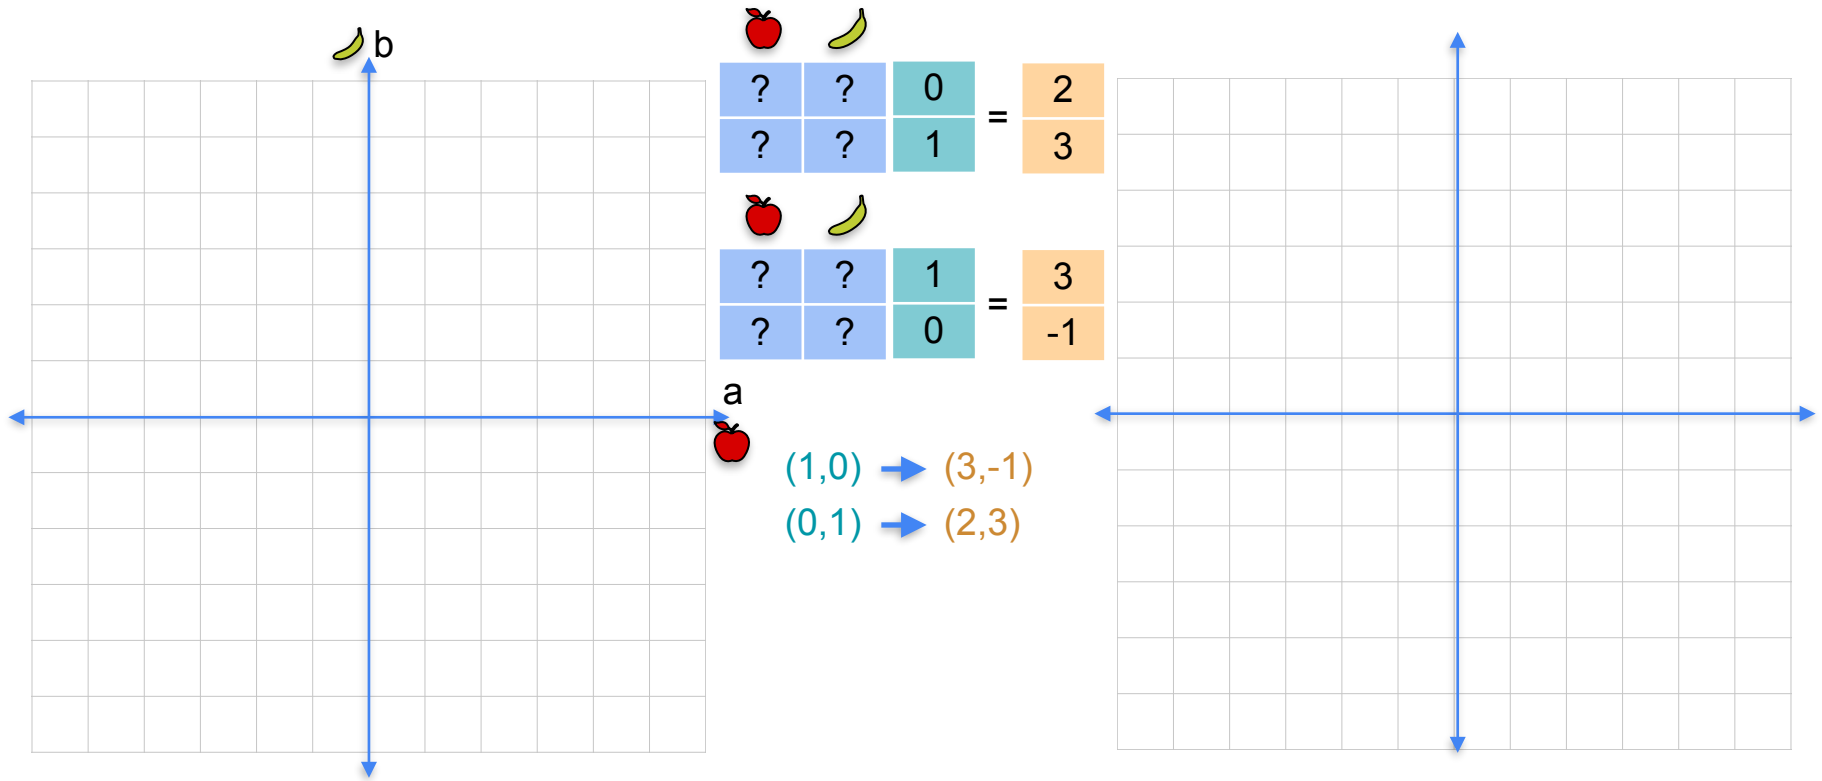 b
? ? 0 = 2
? ? 1 3
? ? 1 = 3
? ? 0 -1
a
(1,0) (3,-1)
(0,1) (2,3)